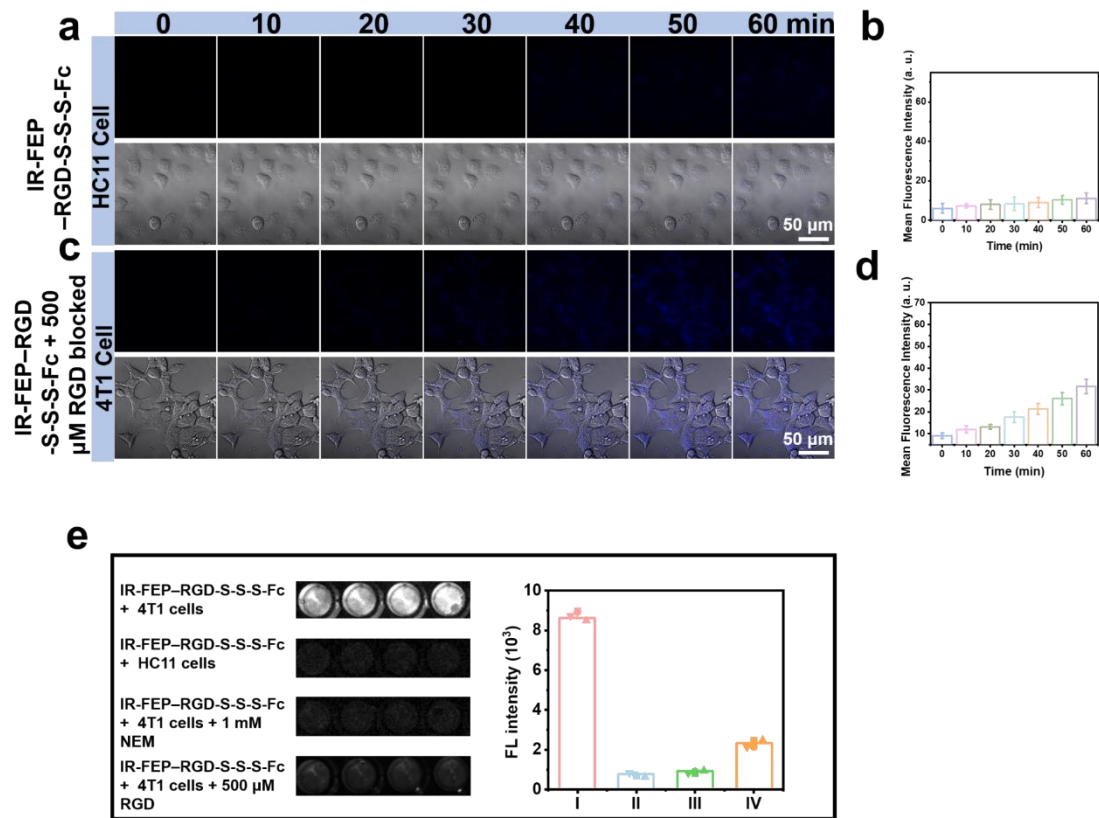 a
0 10 20 30 40 50 60 min
IR-FEP
–RGD-S-S-S-Fc
HC11 Cell
50 μm
b
Mean Fluorescence Intensity (a. u.)
60
40
20
0
0 10 20 30 40 50 60
Time (min)
c
IR-FEP–RGD
-S-S-S-Fc + 500
μM RGD blocked
4T1 Cell
50 μm
d
Mean Fluorescence Intensity (a. u.)
70
60
50
40
30
20
10
0 10 20 30 40 50 60
Time (min)
e
IR-FEP–RGD-S-S-S-Fc
+ 4T1 cells
IR-FEP–RGD-S-S-S-Fc
+ HC11 cells
IR-FEP–RGD-S-S-S-Fc
+ 4T1 cells + 1 mM
NEM
IR-FEP–RGD-S-S-S-Fc
+ 4T1 cells + 500 μM
RGD
FL intensity (10³)
10
8
6
4
2
0
I II III IV